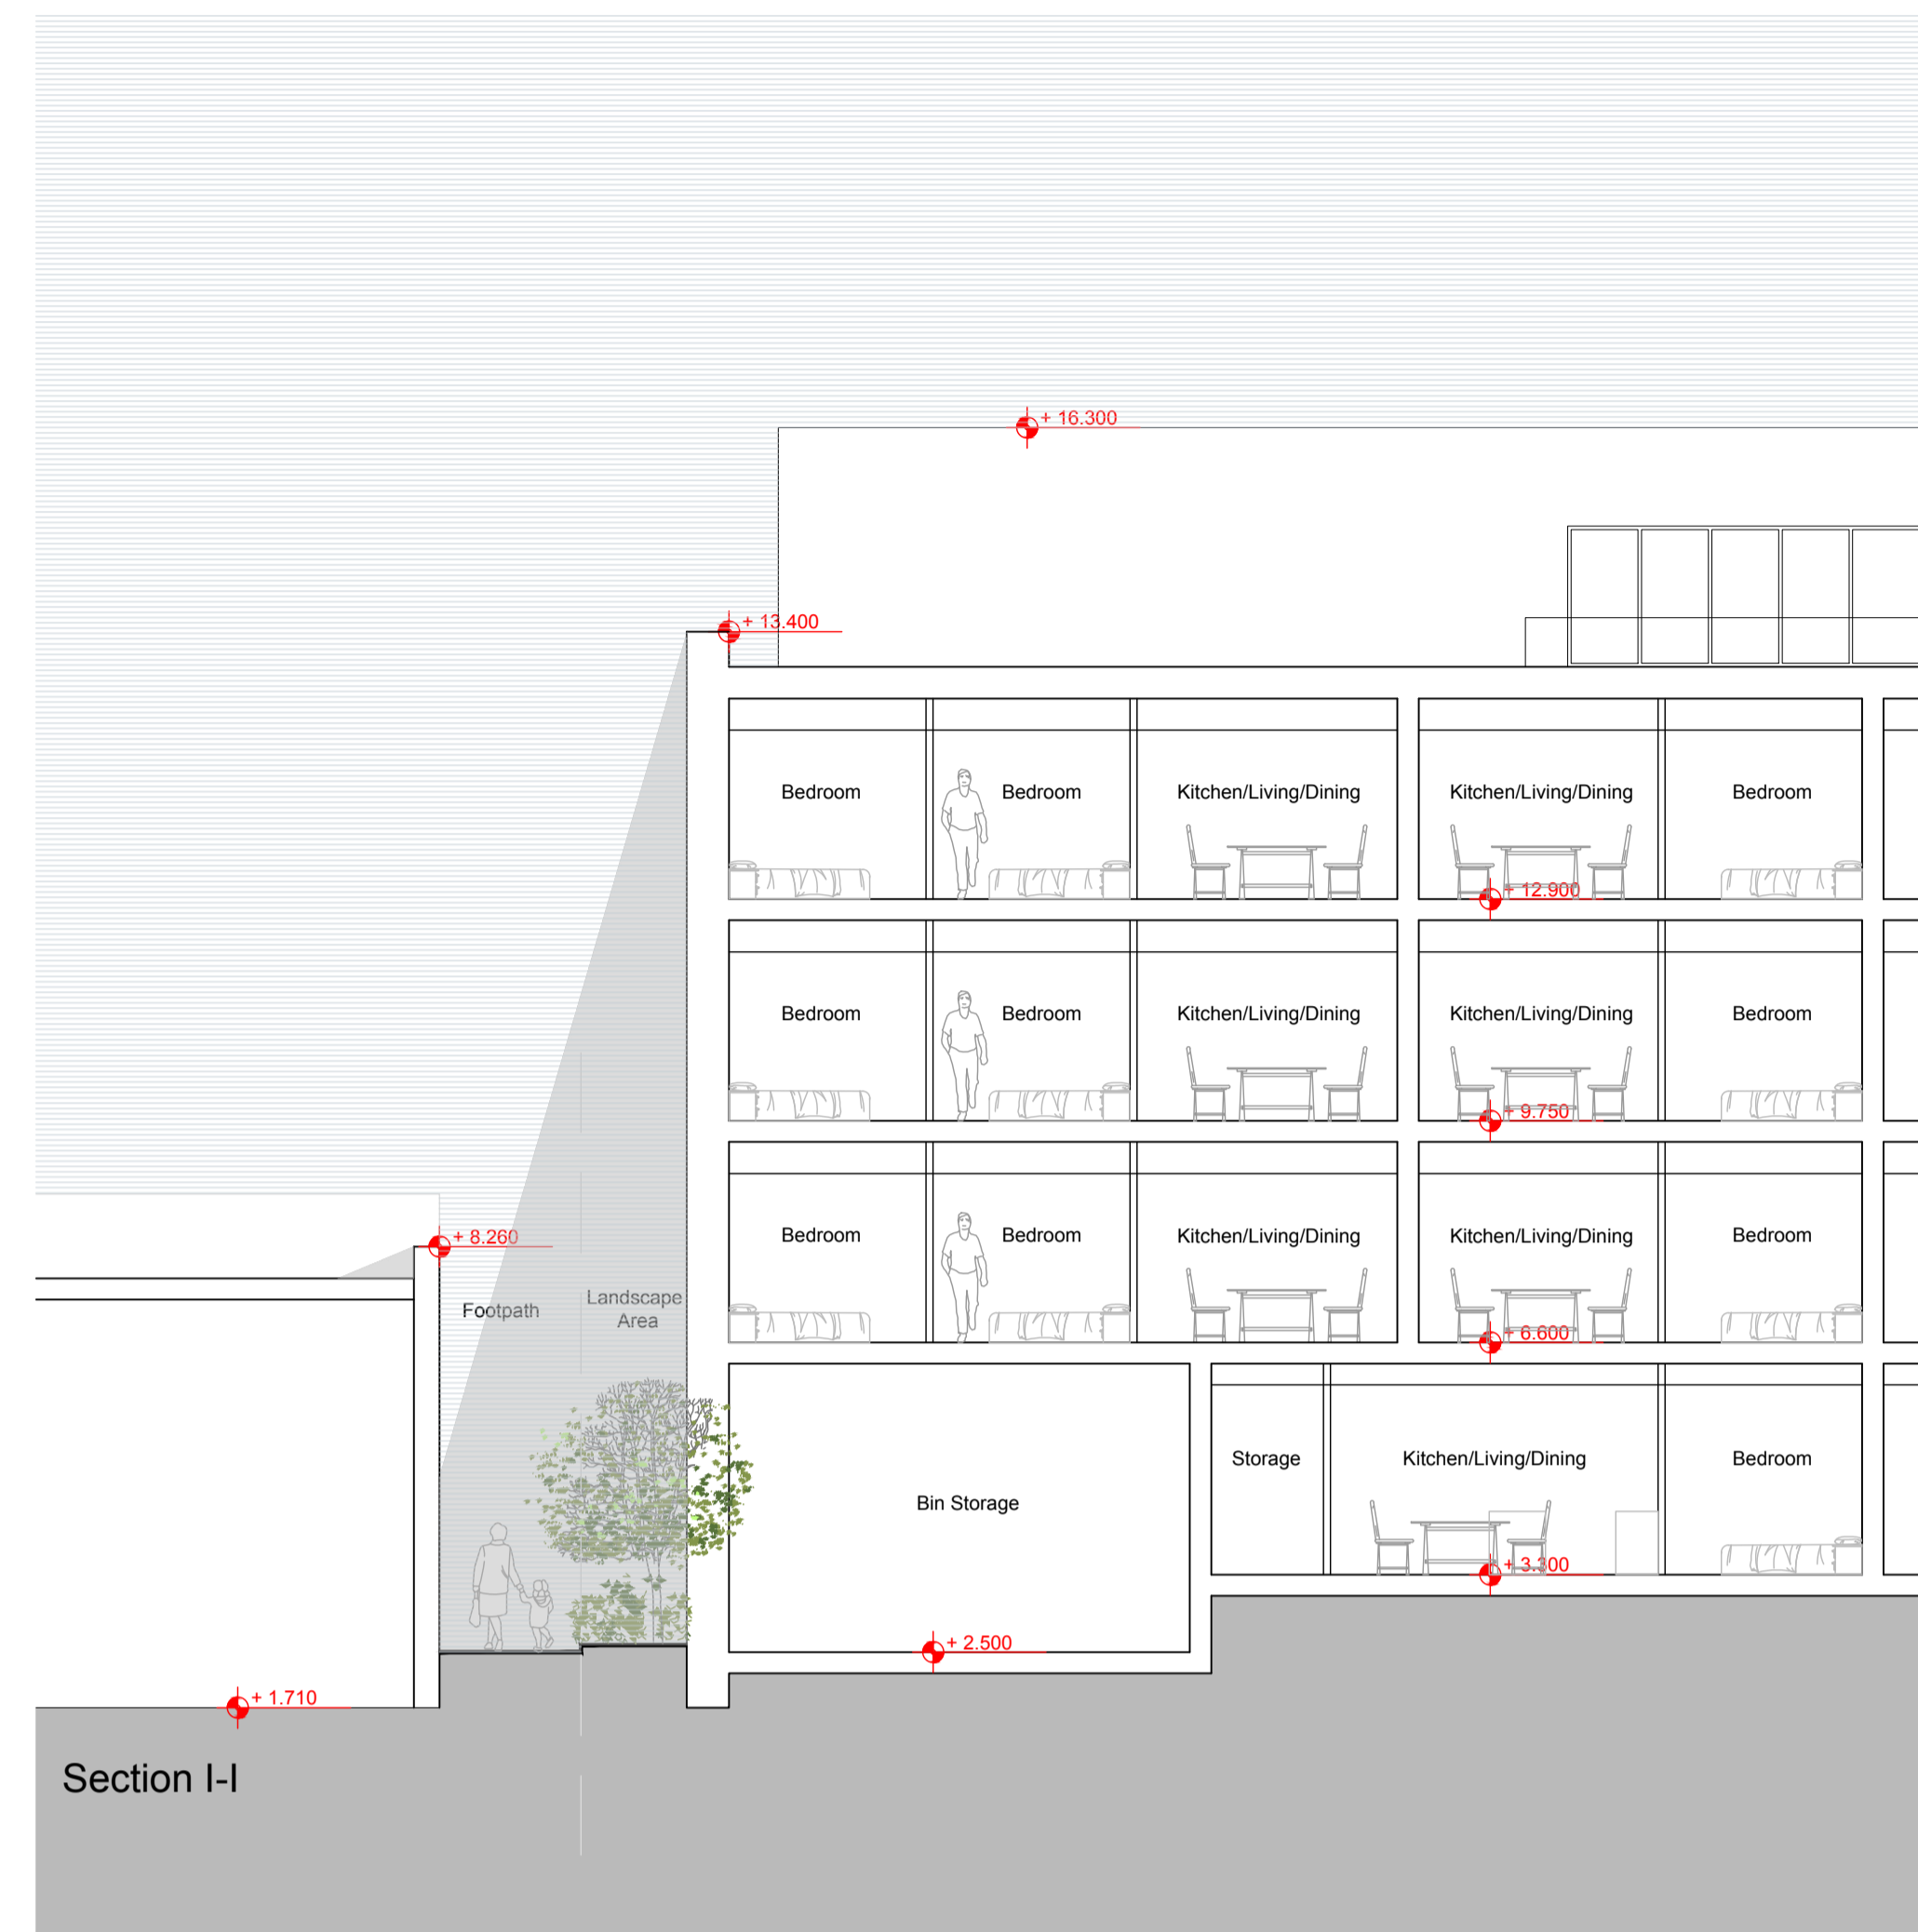 + 16.300
+ 13.400
Bedroom
Bedroom
Kitchen/Living/Dining
Kitchen/Living/Dining
Bedroom
+ 12.900
Bedroom
Bedroom
Kitchen/Living/Dining
Kitchen/Living/Dining
Bedroom
+ 9.750
+ 8.260
Bedroom
Bedroom
Kitchen/Living/Dining
Kitchen/Living/Dining
Bedroom
Footpath
Landscape
Area
+ 6.600
Storage
Kitchen/Living/Dining
Bedroom
Bin Storage
+ 3.300
+ 2.500
+ 1.710
Section I-I